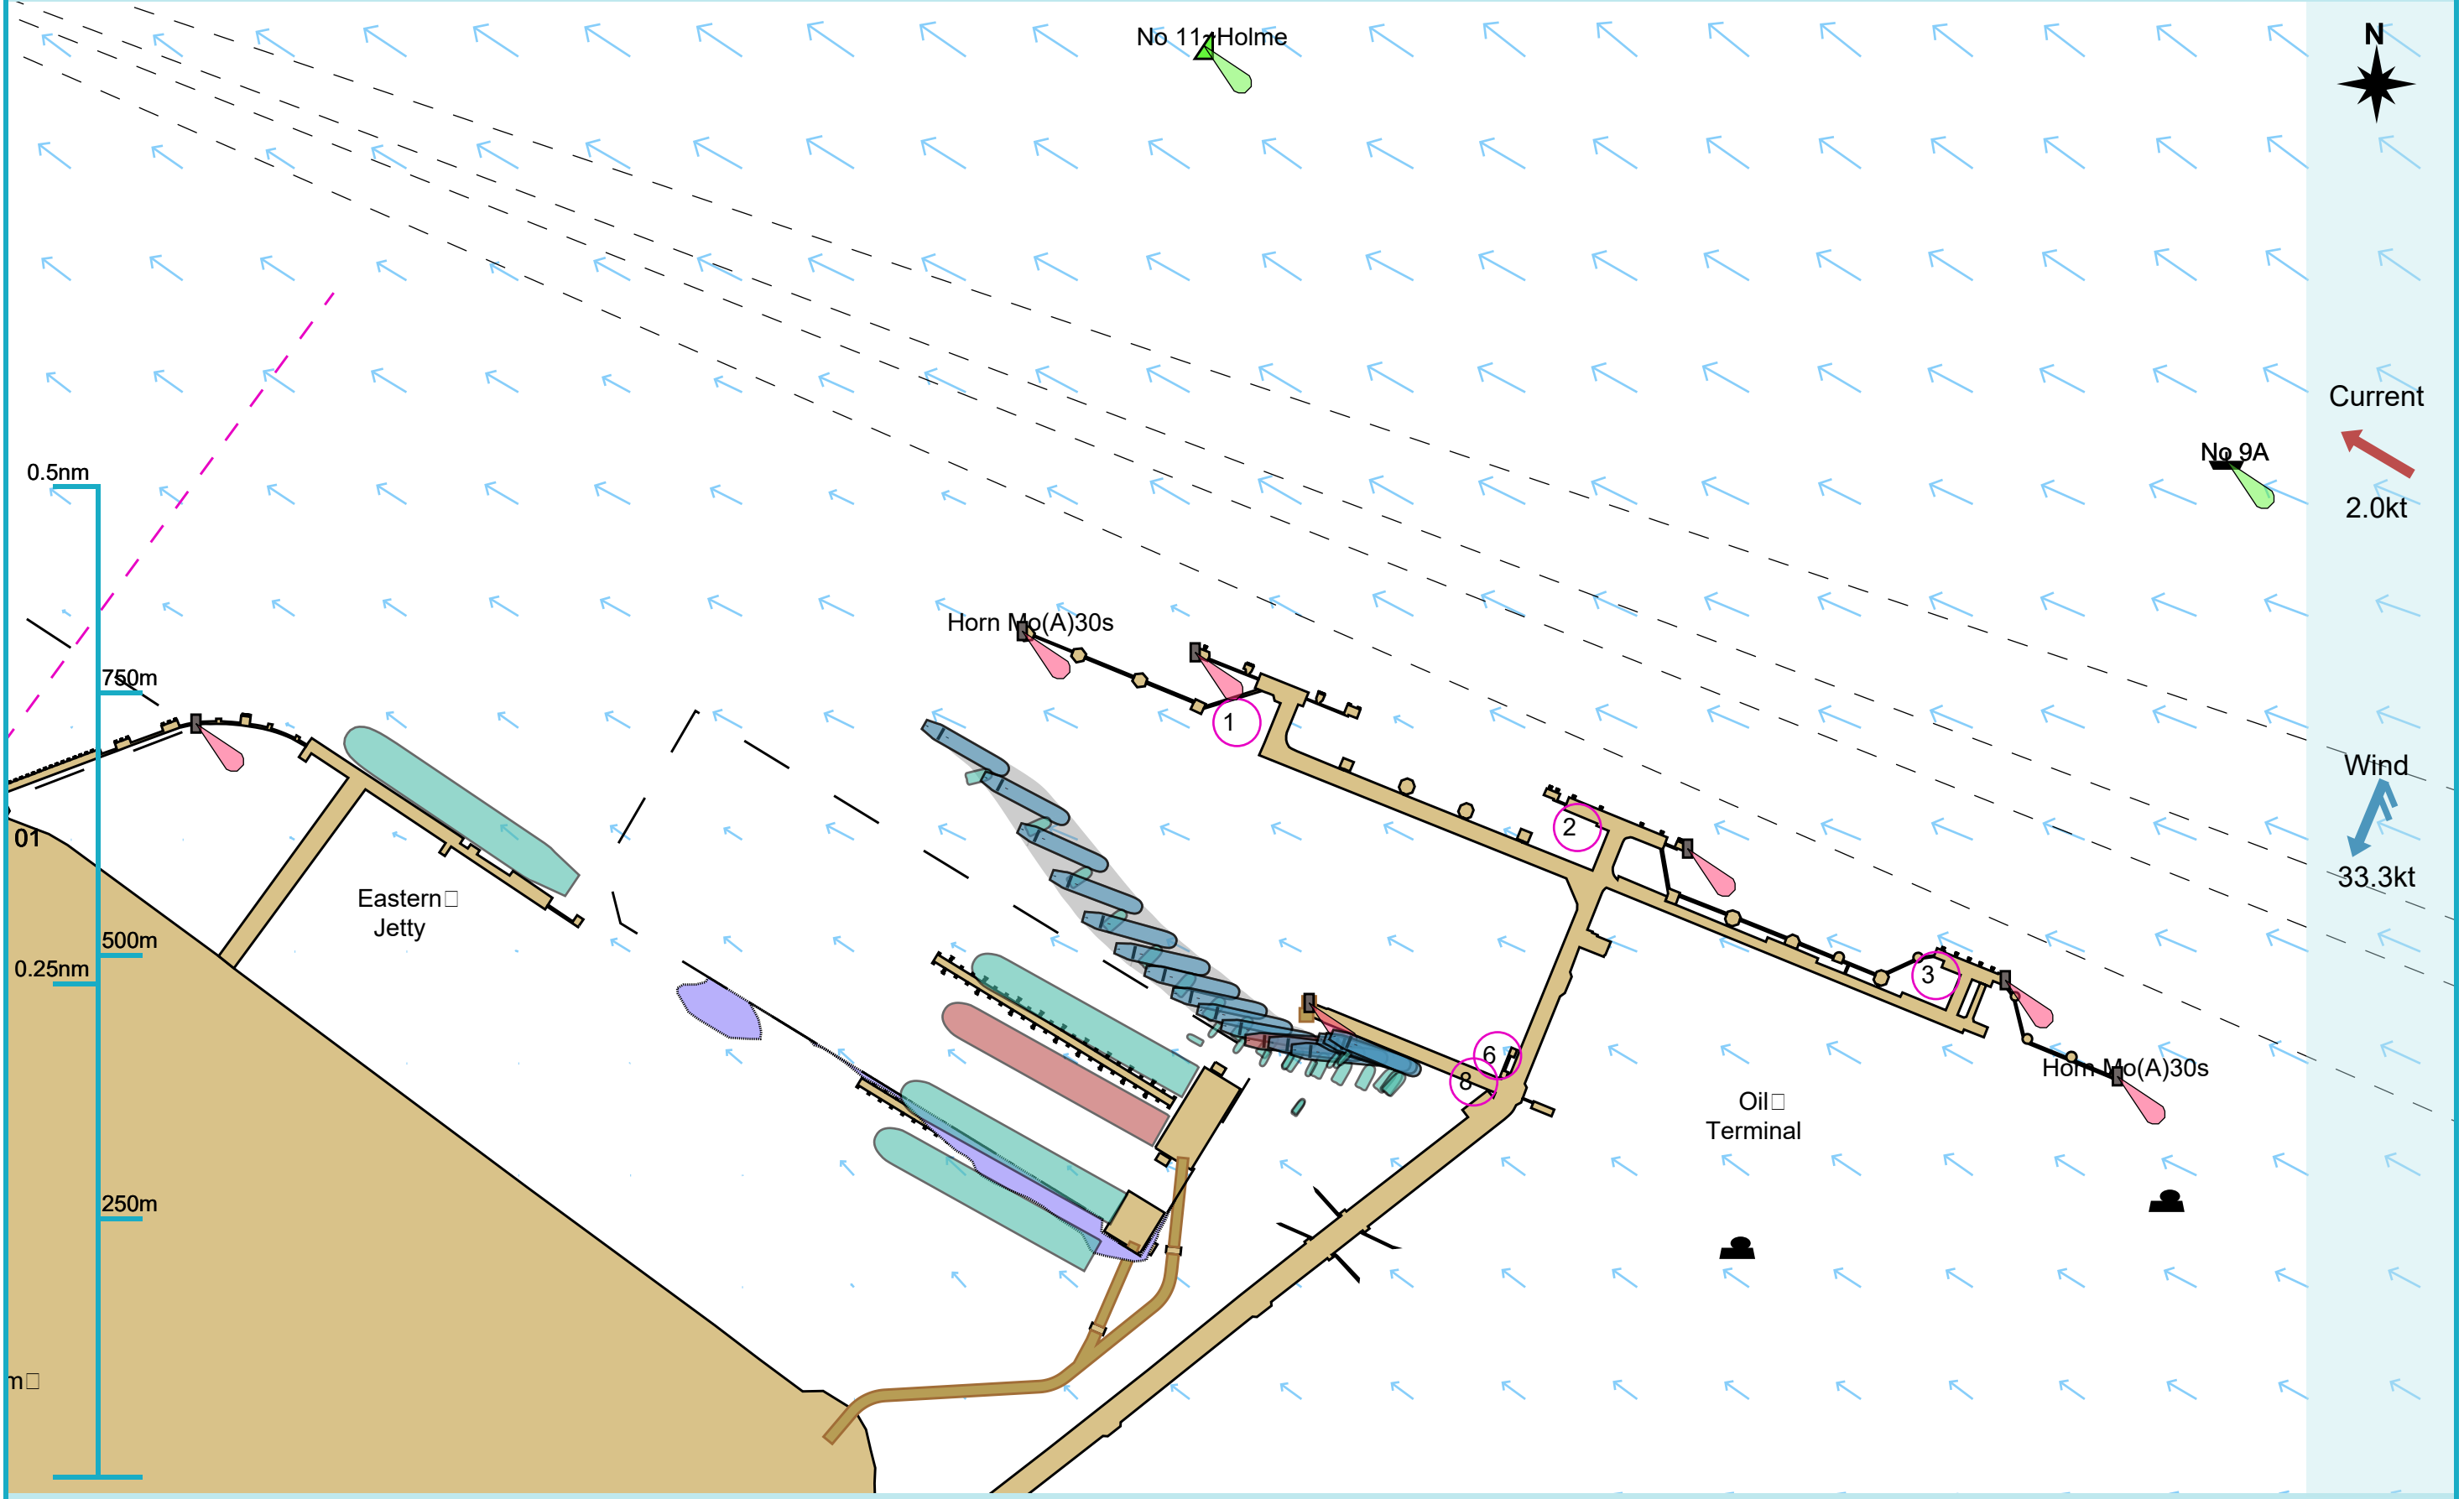 No 11 Holme
N
Current
2.0kt
No 9A
0.5nm
Horn Mo(A)30s
750m
1
Wind
33.3kt
2
01
Eastern
Jetty
500m
0.25nm
3
6
8
Horn Mo(A)30s
Oil
Terminal
250m
m